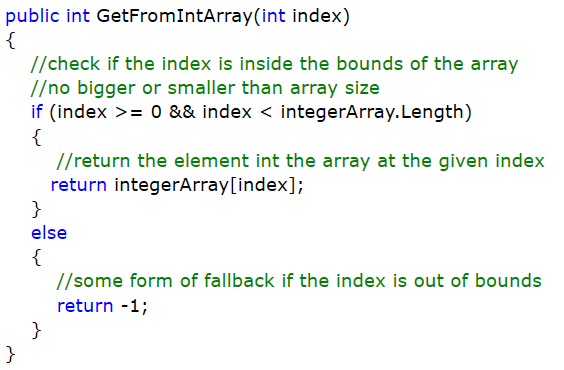 public int GetFromIntArray(int index)
{
//check if the index is inside the bounds of the array
//no bigger or smaller than array size
if (index >= 0 && index < integerArray.Length)
{
//return the element int the array at the given index
return integerArray[index];
}
else
{
//some form of fallback if the index is out of bounds
return -1;
}
}